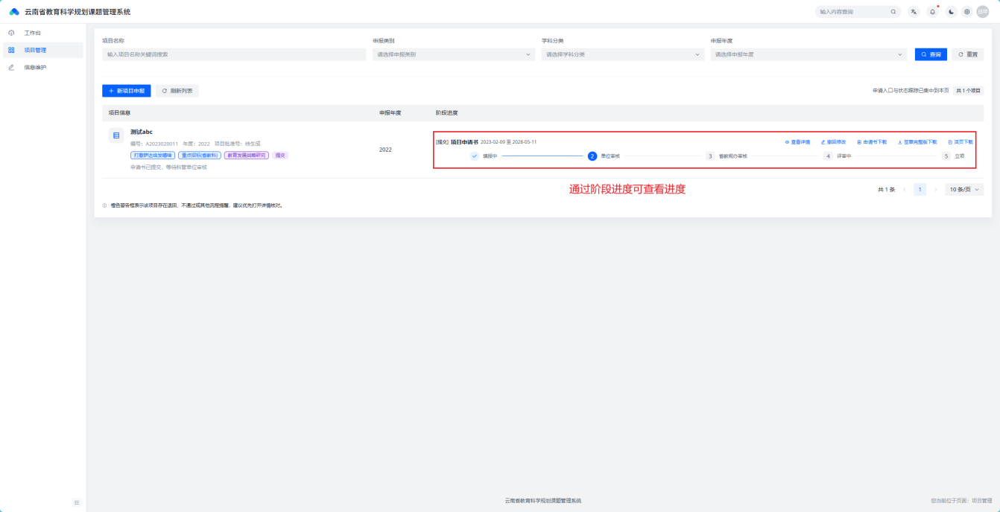 云南省教育科学规划课题管理系统
输入内容查询
工作台
项目管理
信息维护
项目名称 申报类别 学科分类 申报年度
输入项目名称关键词搜索 请选择申报类别 请选择学科分类 请选择申报年度 查询 重置
新项目申报 刷新列表 申请入口与状态跟踪已集中到本页 共 1 个项目
项目信息 申报年度 阶段进度
测试abc
编号：A2023020011 年度：2022 项目批准号：待生成
重点招标(省教科) 教育发展战略研究 提交
申请书已提交，等待科管单位审核
2022
[提交] 项目申请书 2023-02-09 至 2028-05-11 查看详情 撤回修改 申请书下载 签章完整版下载 活页下载
填报中 2 单位审核 3 省教规办审核 4 评审中 5 立项
通过阶段进度可查看进度
共 1 条 1 10 条/页
橙色警告框表示该项目存在退回、不通过或其他流程提醒，建议优先打开详情核对。
云南省教育科学规划课题管理系统
您当前位于页面：项目管理